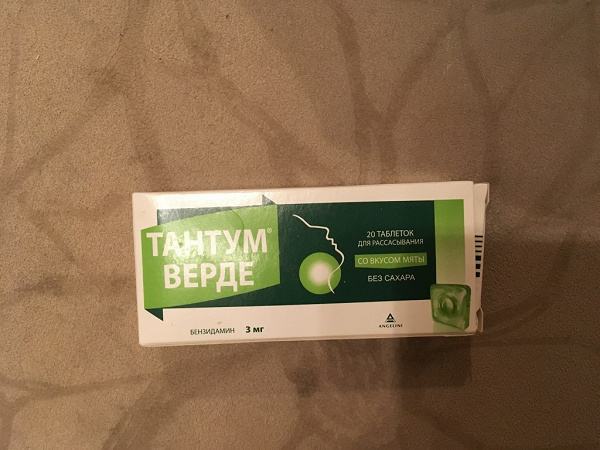 ТАНТУМ®
ВЕРДЕ
20 ТАБЛЕТОК
ДЛЯ РАССАСЫВАНИЯ
СО ВКУСОМ МЯТЫ
БЕЗ САХАРА
БЕНЗИДАМИН 3 мг
ANGELINI